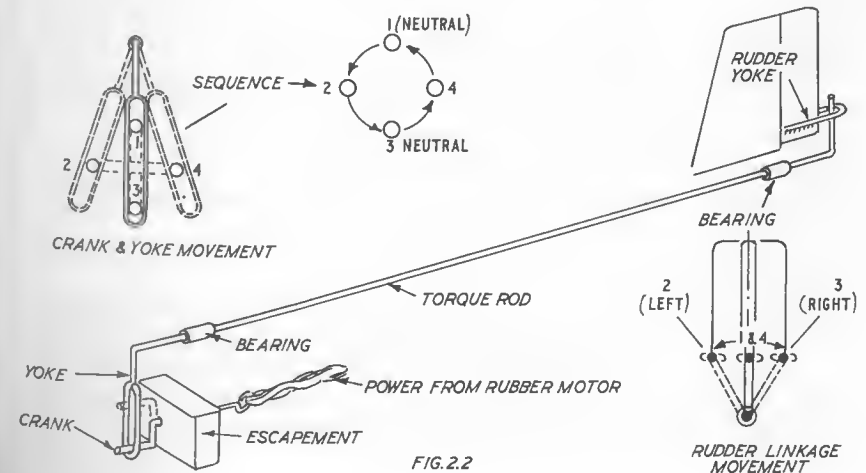 1 (NEUTRAL)
SEQUENCE
2
4
3 NEUTRAL
1
2
4
3
CRANK & YOKE MOVEMENT
RUDDER
YOKE
BEARING
TORQUE ROD
BEARING
YOKE
POWER FROM RUBBER MOTOR
CRANK
ESCAPEMENT
2
(LEFT)
3
(RIGHT)
1 & 4
RUDDER LINKAGE
MOVEMENT
FIG.2.2